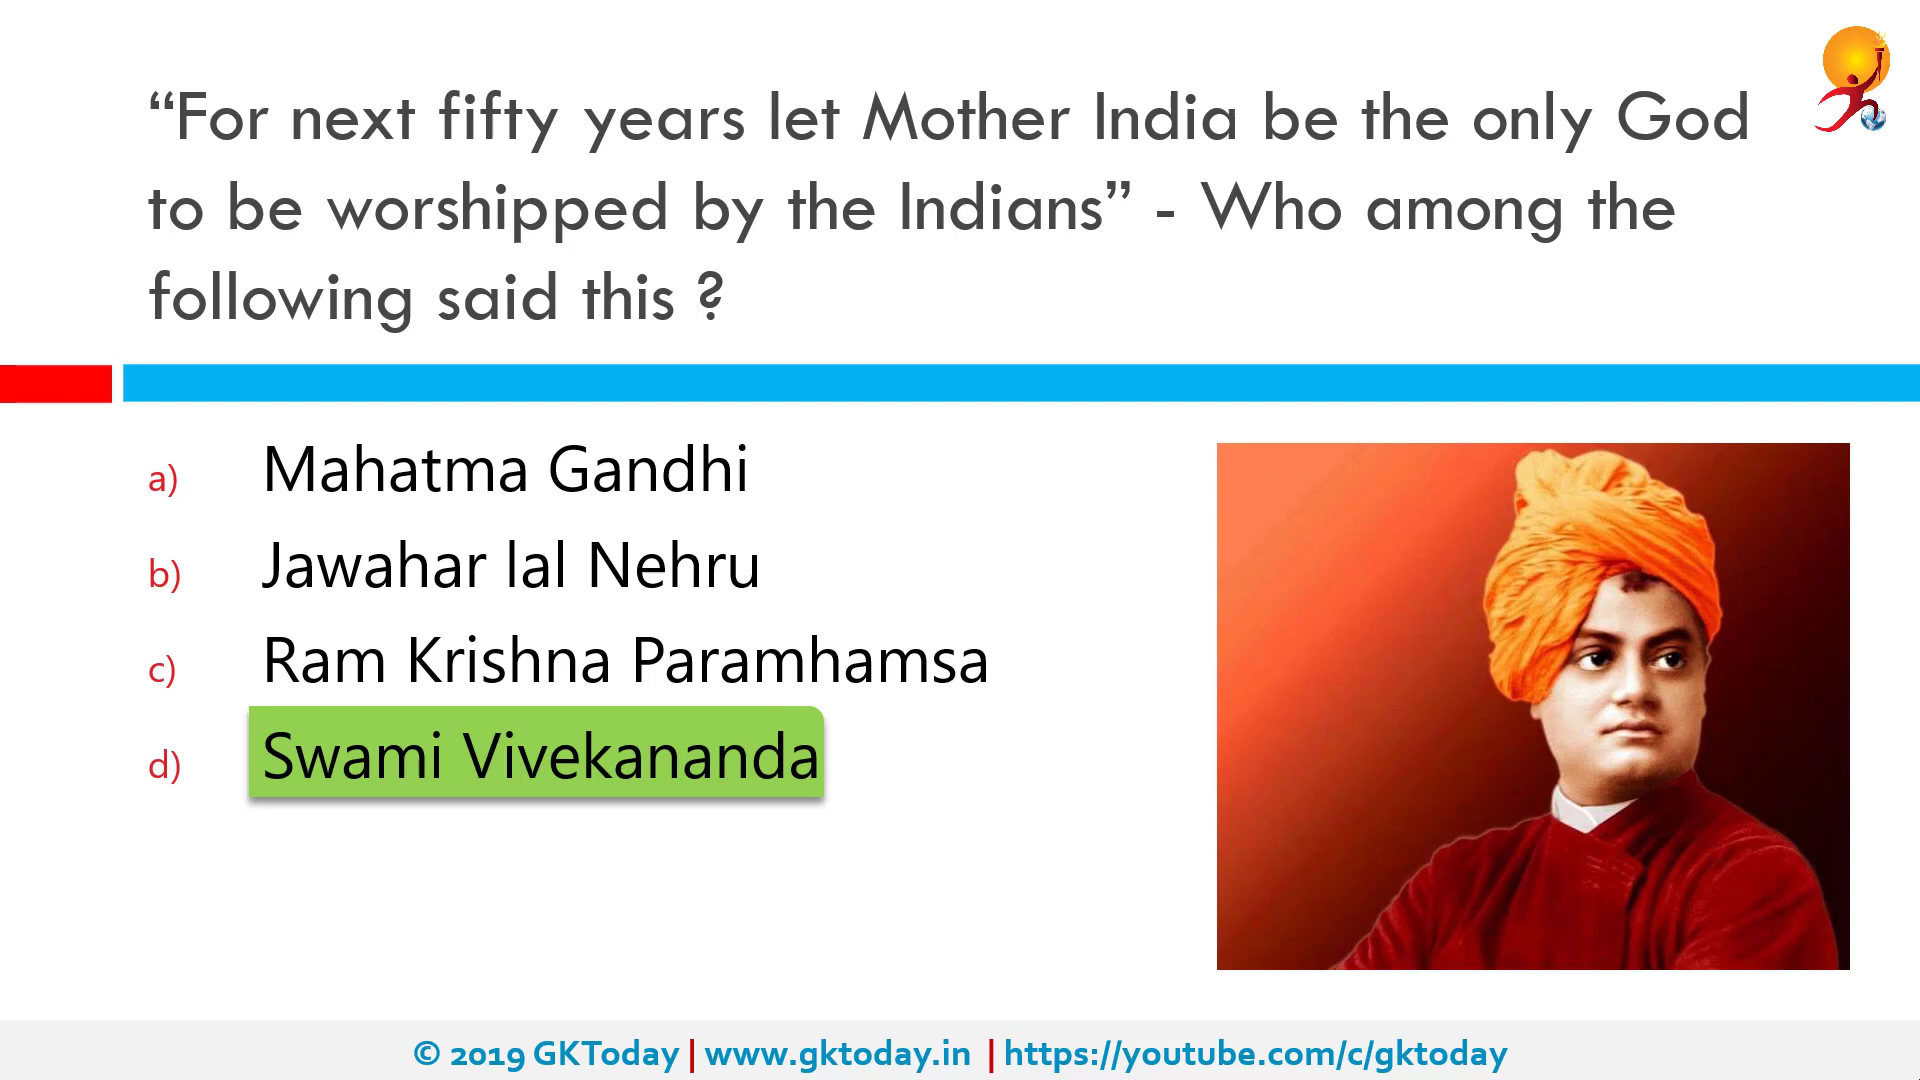 “For next fifty years let Mother India be the only God
to be worshipped by the Indians” - Who among the
following said this ?
a) Mahatma Gandhi
b) Jawahar lal Nehru
c) Ram Krishna Paramhamsa
d) Swami Vivekananda
© 2019 GKToday | www.gktoday.in | https://youtube.com/c/gktoday